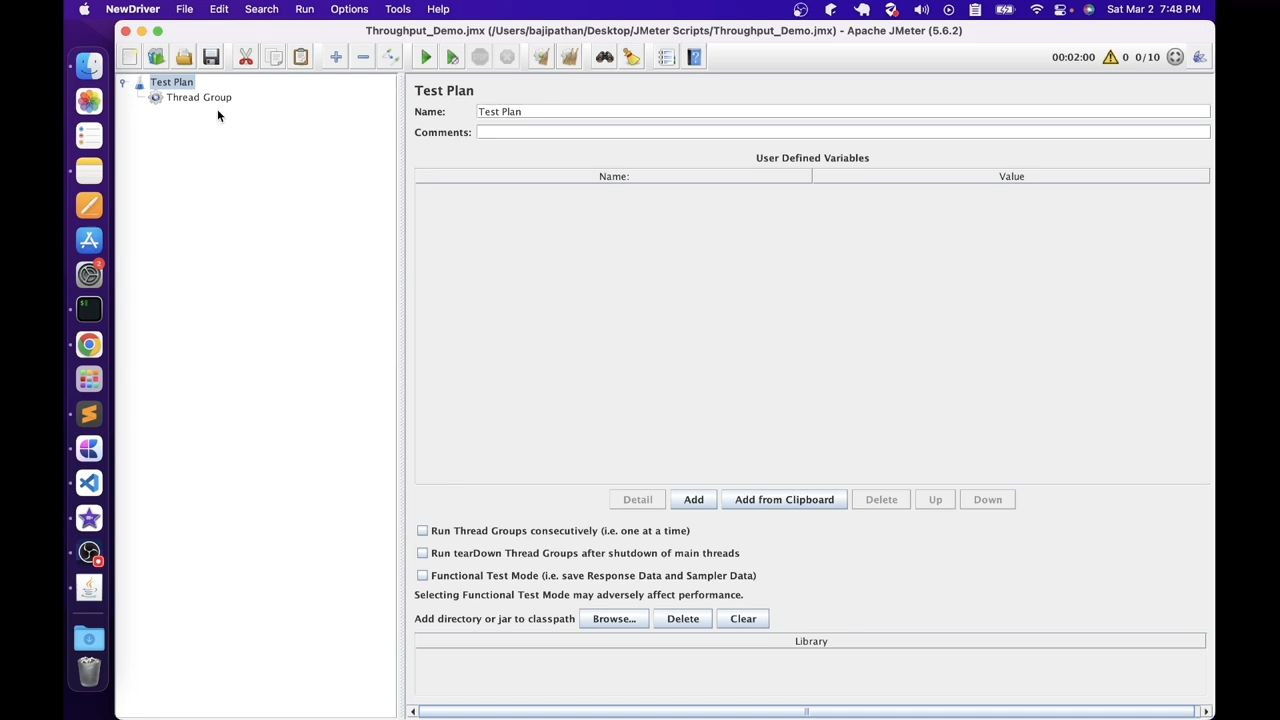 NewDriver File Edit Search Run Options Tools Help Sat Mar 2 7:48 PM
Throughput_Demo.jmx (/Users/bajipathan/Desktop/JMeter Scripts/Throughput_Demo.jmx) - Apache JMeter (5.6.2)
00:02:00 0 0/10
Test Plan
Thread Group
Test Plan
Name: Test Plan
Comments:
User Defined Variables
Name: Value
Detail Add Add from Clipboard Delete Up Down
Run Thread Groups consecutively (i.e. one at a time)
Run tearDown Thread Groups after shutdown of main threads
Functional Test Mode (i.e. save Response Data and Sampler Data)
Selecting Functional Test Mode may adversely affect performance.
Add directory or jar to classpath Browse... Delete Clear
Library
2